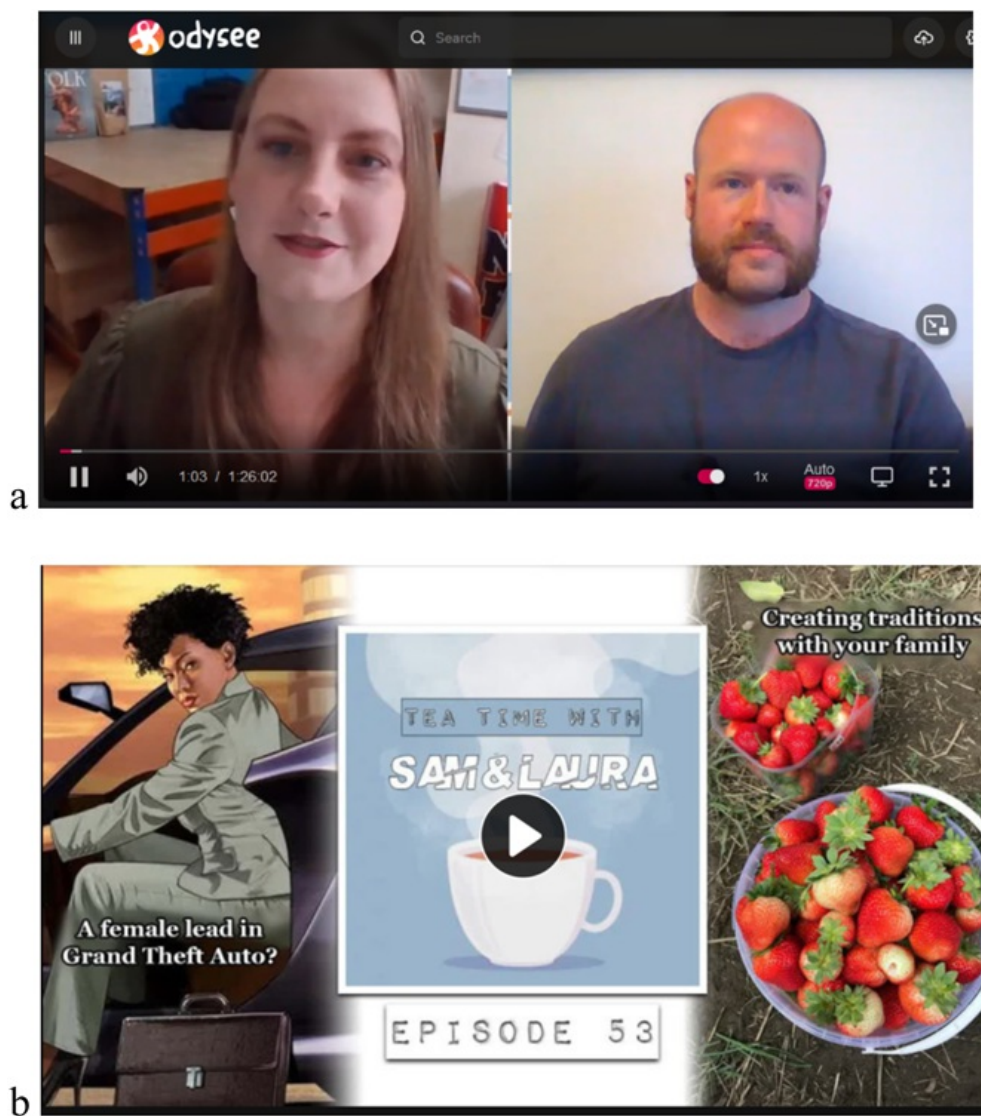 odysee
Search
OLK
1:03 / 1:26:02
1x
Auto
720p
a
Creating traditions
with your family
TEA TIME WITH
SAM & LAURA
A female lead in
Grand Theft Auto?
EPISODE 53
b